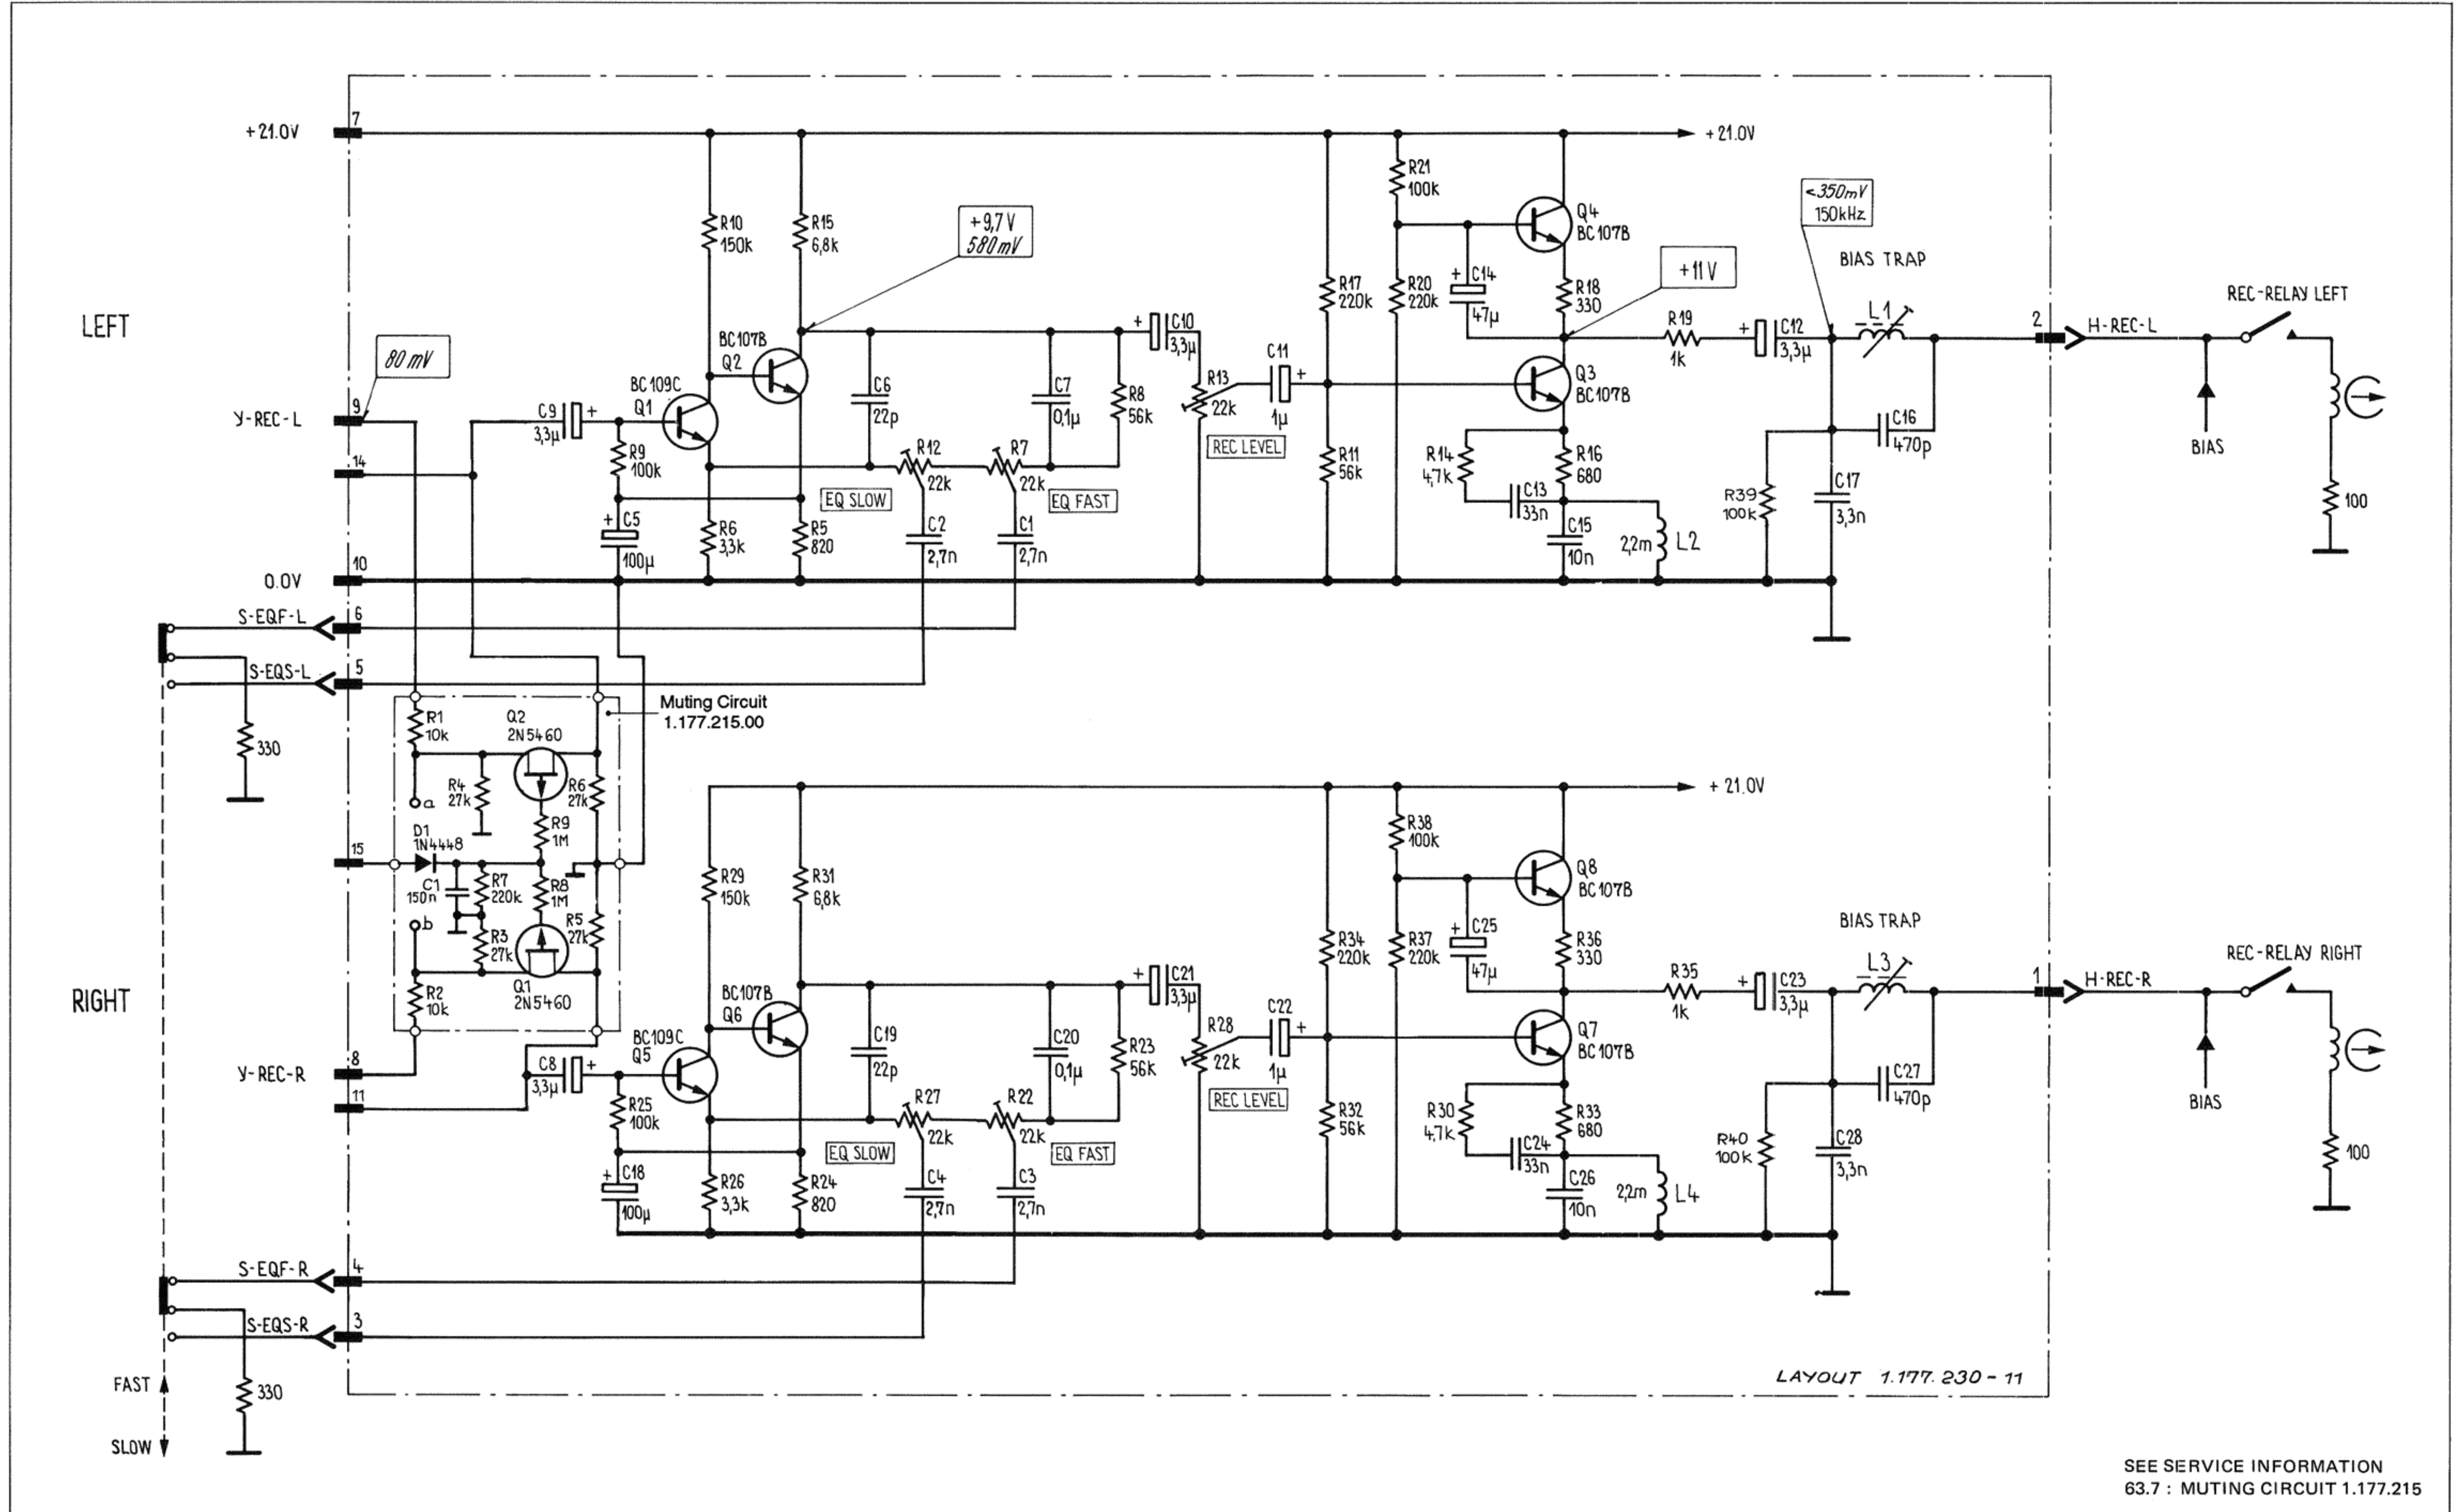 +21.0V
7
+21.0V
LEFT
R10
150k
R15
6,8k
+9,7V
580mV
R21
100k
R17
220k
R20
220k
+
C14
47µ
Q4
BC107B
R18
330
+11V
<350mV
150kHz
BIAS TRAP
L1
REC-RELAY LEFT
80 mV
Y-REC-L
9
14
C9
+
3,3µ
BC109C
Q1
BC107B
Q2
R9
100k
C6
22p
C7
0,1µ
R8
56k
+
C10
3,3µ
R13
22k
REC LEVEL
C11
+
1µ
Q3
BC107B
R19
1k
+
C12
3,3µ
2
H-REC-L
BIAS
C16
470p
R12
22k
R7
22k
EQ SLOW
EQ FAST
+
C5
100µ
R6
3,3k
R5
820
C2
2,7n
C1
2,7n
R11
56k
R14
4,7k
R16
680
C13
33n
C15
10n
2,2m
L2
R39
100k
C17
3,3n
100
0.0V
10
S-EQF-L
6
S-EQS-L
5
330
Muting Circuit
1.177.215.00
R1
10k
Q2
2N5460
R4
27k
R6
27k
a
R9
1M
D1
1N4448
15
C1
150n
R7
220k
R8
1M
b
R3
27k
R5
27k
R2
10k
Q1
2N5460
RIGHT
Y-REC-R
8
11
+21.0V
R29
150k
R31
6,8k
R38
100k
R34
220k
R37
220k
+
C25
47µ
Q8
BC107B
R36
330
BIAS TRAP
L3
REC-RELAY RIGHT
C8
+
3,3µ
BC109C
Q5
BC107B
Q6
R25
100k
C19
22p
C20
0,1µ
R23
56k
+
C21
3,3µ
R28
22k
REC LEVEL
C22
+
1µ
Q7
BC107B
R35
1k
+
C23
3,3µ
1
H-REC-R
BIAS
C27
470p
R27
22k
R22
22k
EQ SLOW
EQ FAST
+
C18
100µ
R26
3,3k
R24
820
C4
2,7n
C3
2,7n
R32
56k
R30
4,7k
R33
680
C24
33n
C26
10n
2,2m
L4
R40
100k
C28
3,3n
100
S-EQF-R
4
S-EQS-R
3
330
FAST
SLOW
LAYOUT 1.177.230-11
SEE SERVICE INFORMATION
63.7 : MUTING CIRCUIT 1.177.215